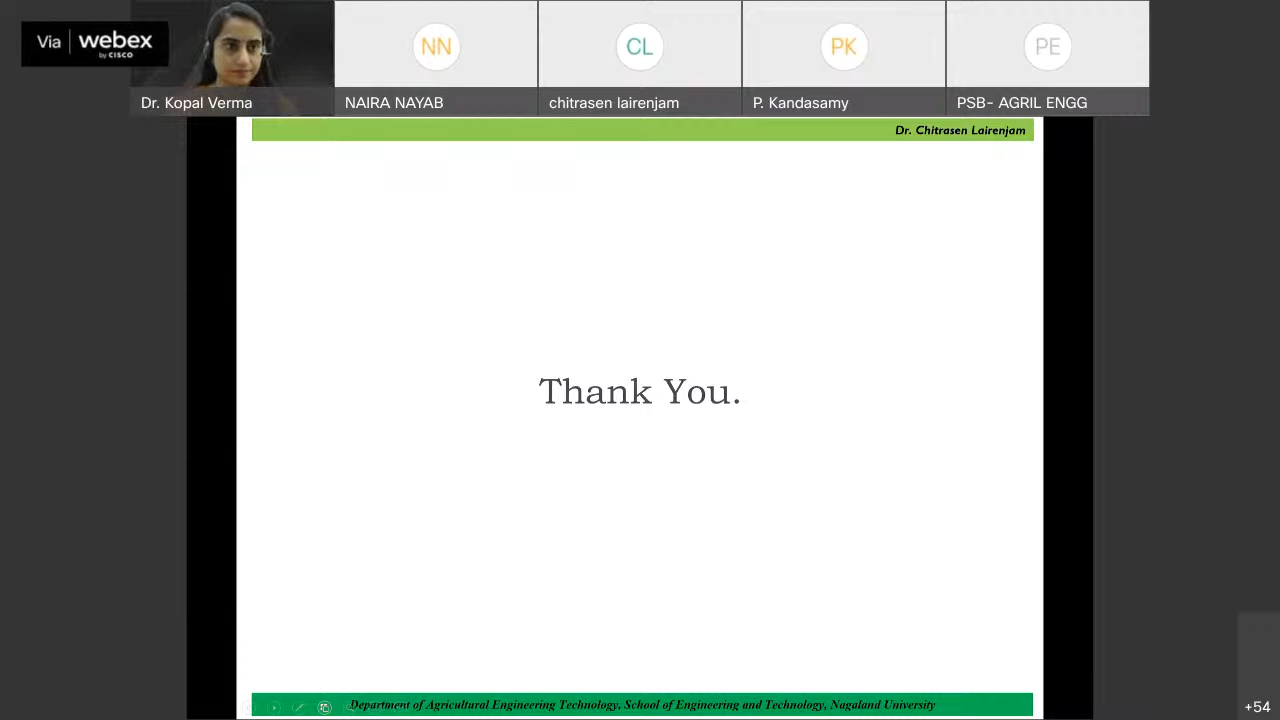 Via webex
by CISCO
NN
CL
PK
PE
Dr. Kopal Verma
NAIRA NAYAB
chitrasen lairenjam
P. Kandasamy
PSB- AGRIL ENGG
Dr. Chitrasen Lairenjam
Thank You.
Department of Agricultural Engineering Technology, School of Engineering and Technology, Nagaland University
+54